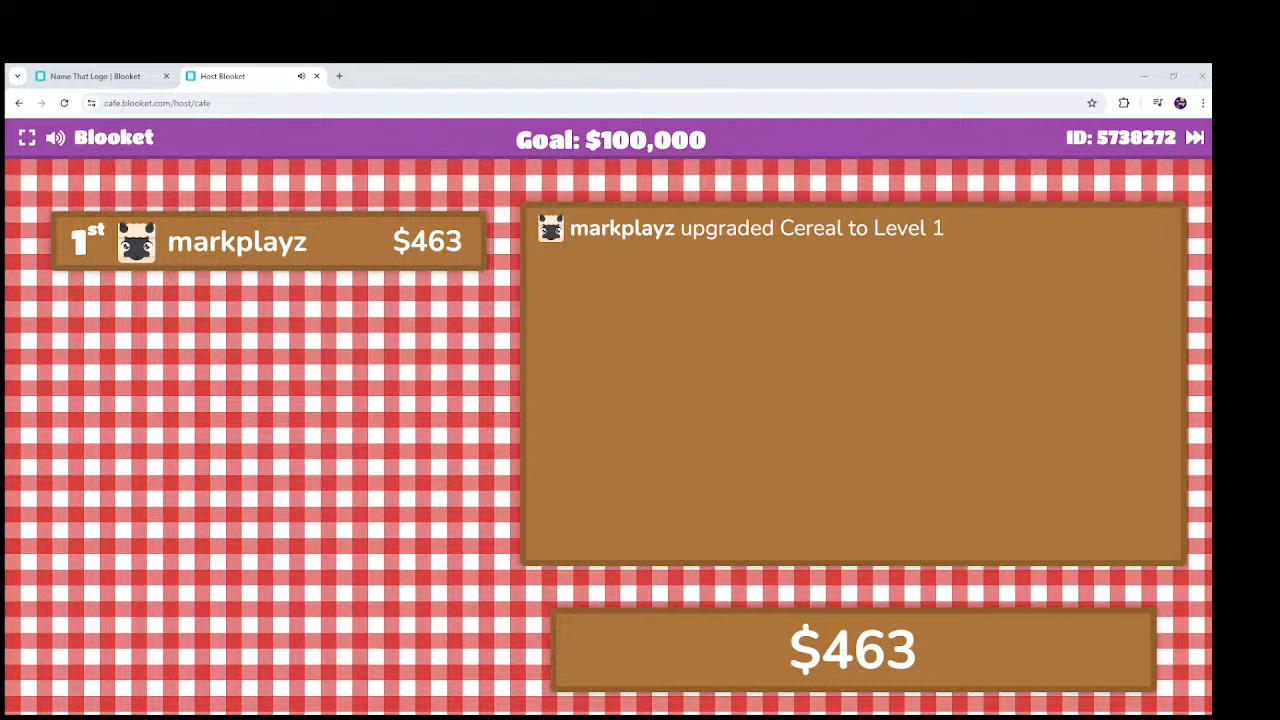 Name That Logo | Blooket
Host Blooket
cafe.blooket.com/host/cafe
Blooket
Goal: $100,000
ID: 5738272
1st markplayz $463
markplayz upgraded Cereal to Level 1
$463